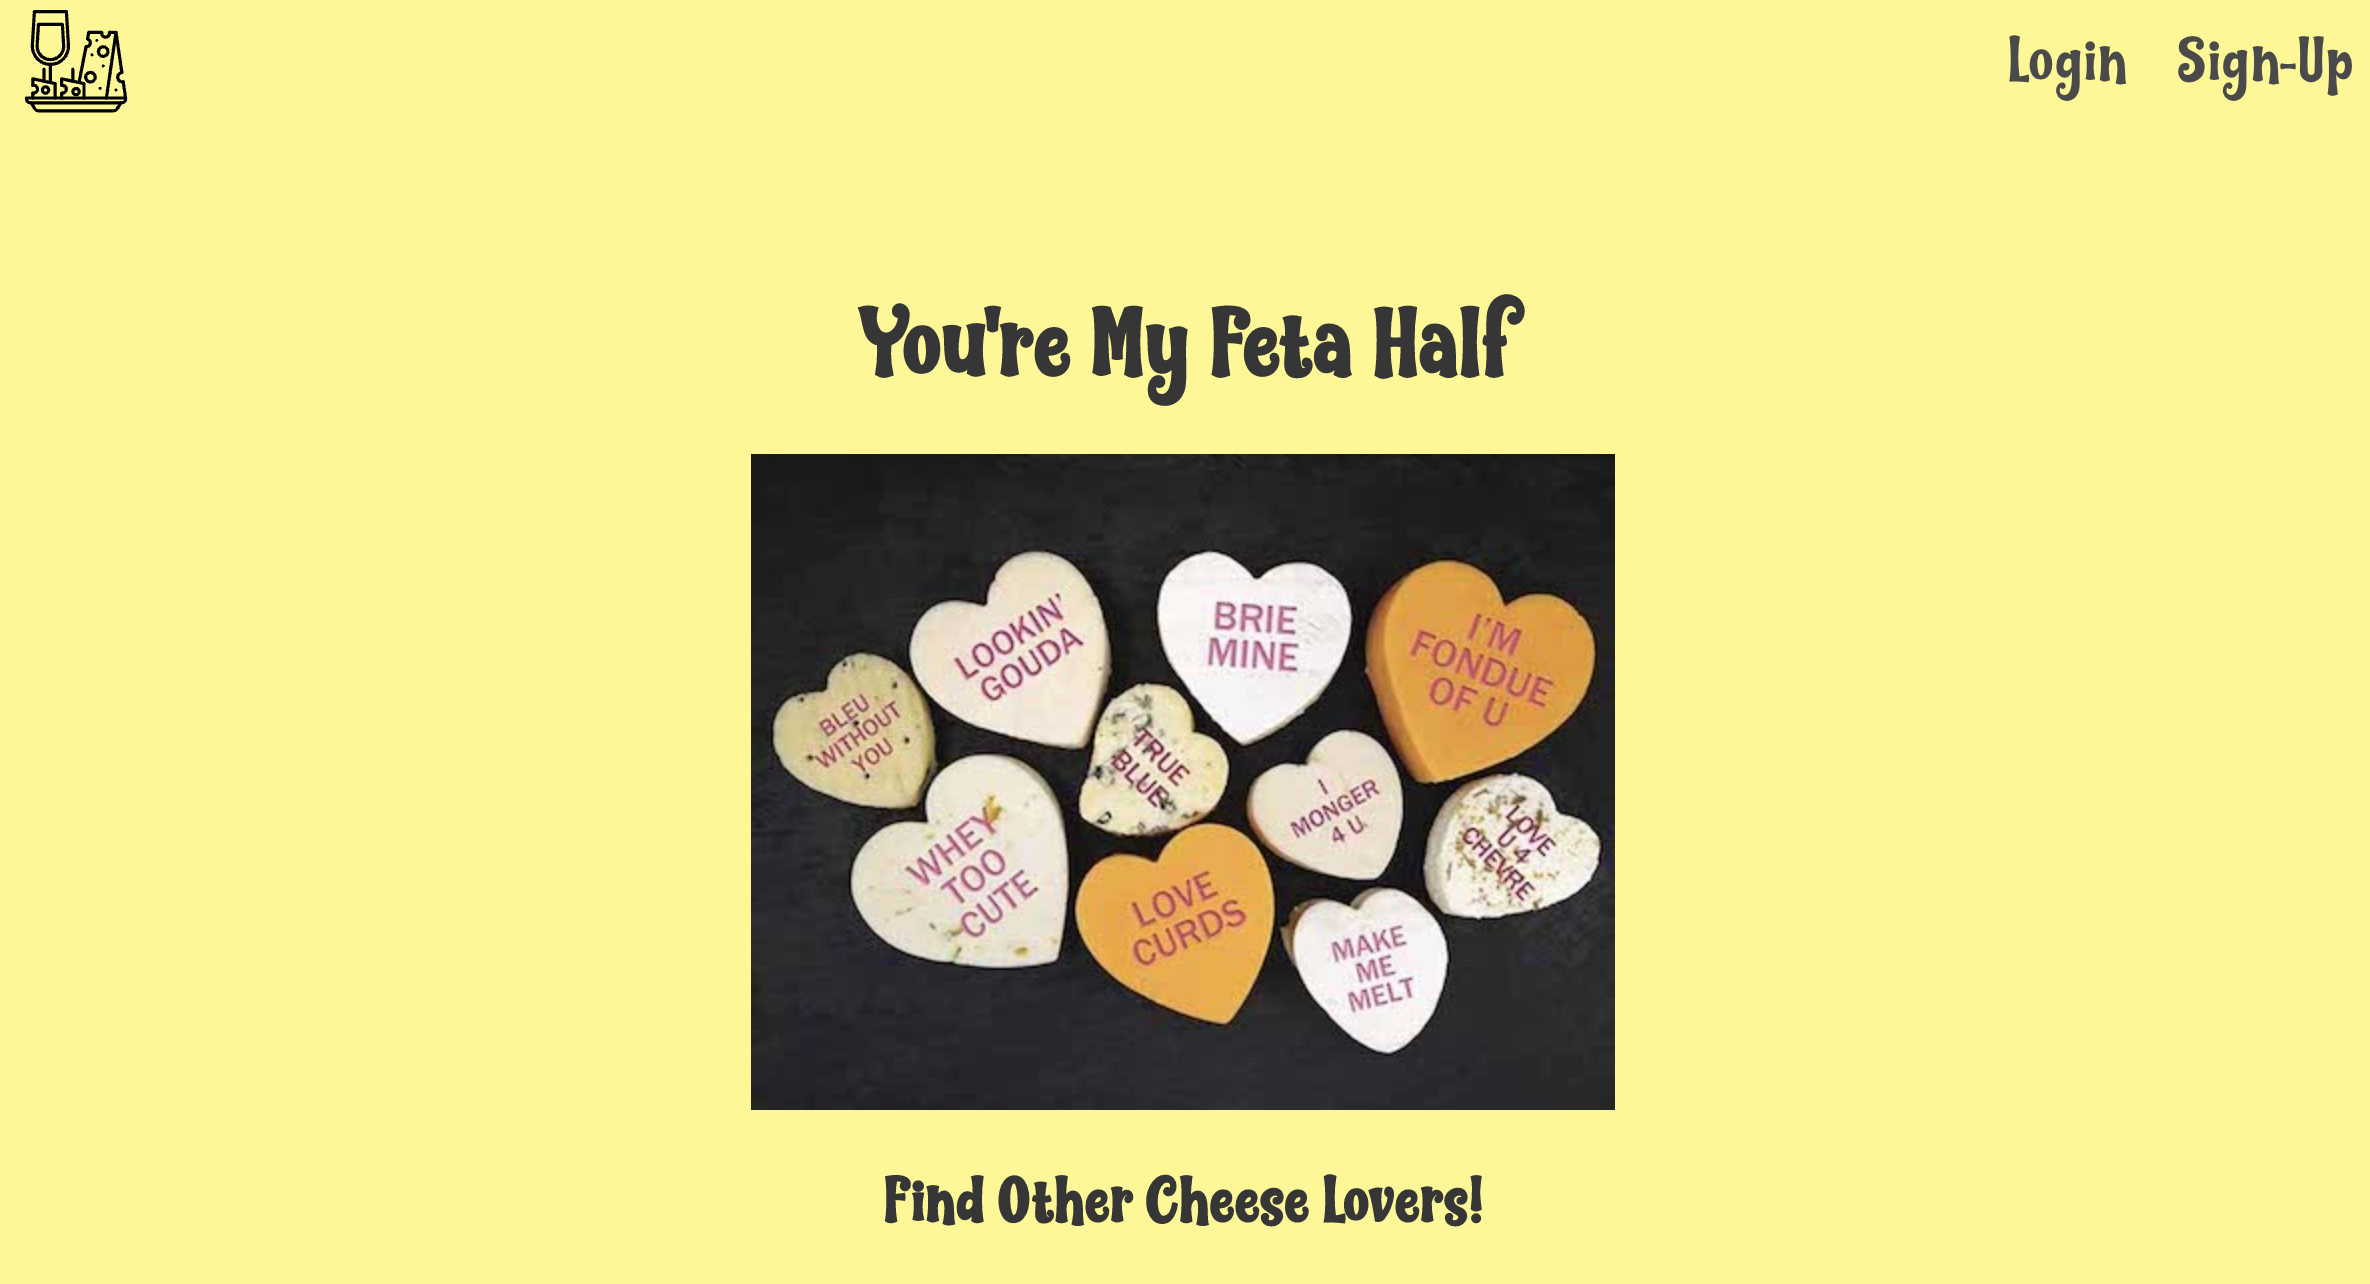 Login Sign-Up
You're My Feta Half
LOOKIN'
GOUDA
BRIE
MINE
I'M
FONDUE
OF U
BLEU
WITHOUT
YOU
TRUE
BLUE
I
MONGER
4 U
LOVE
U 4
CHEVRE
WHEY
TOO
CUTE
LOVE
CURDS
MAKE
ME
MELT
Find Other Cheese Lovers!